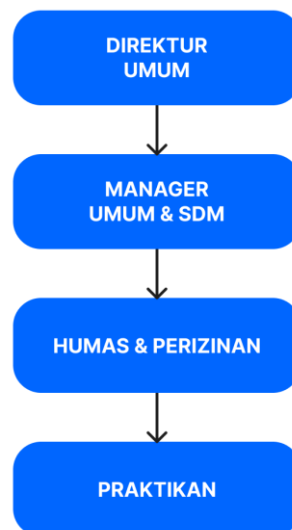 DIREKTUR
UMUM
MANAGER
UMUM & SDM
HUMAS & PERIZINAN
PRAKTIKAN